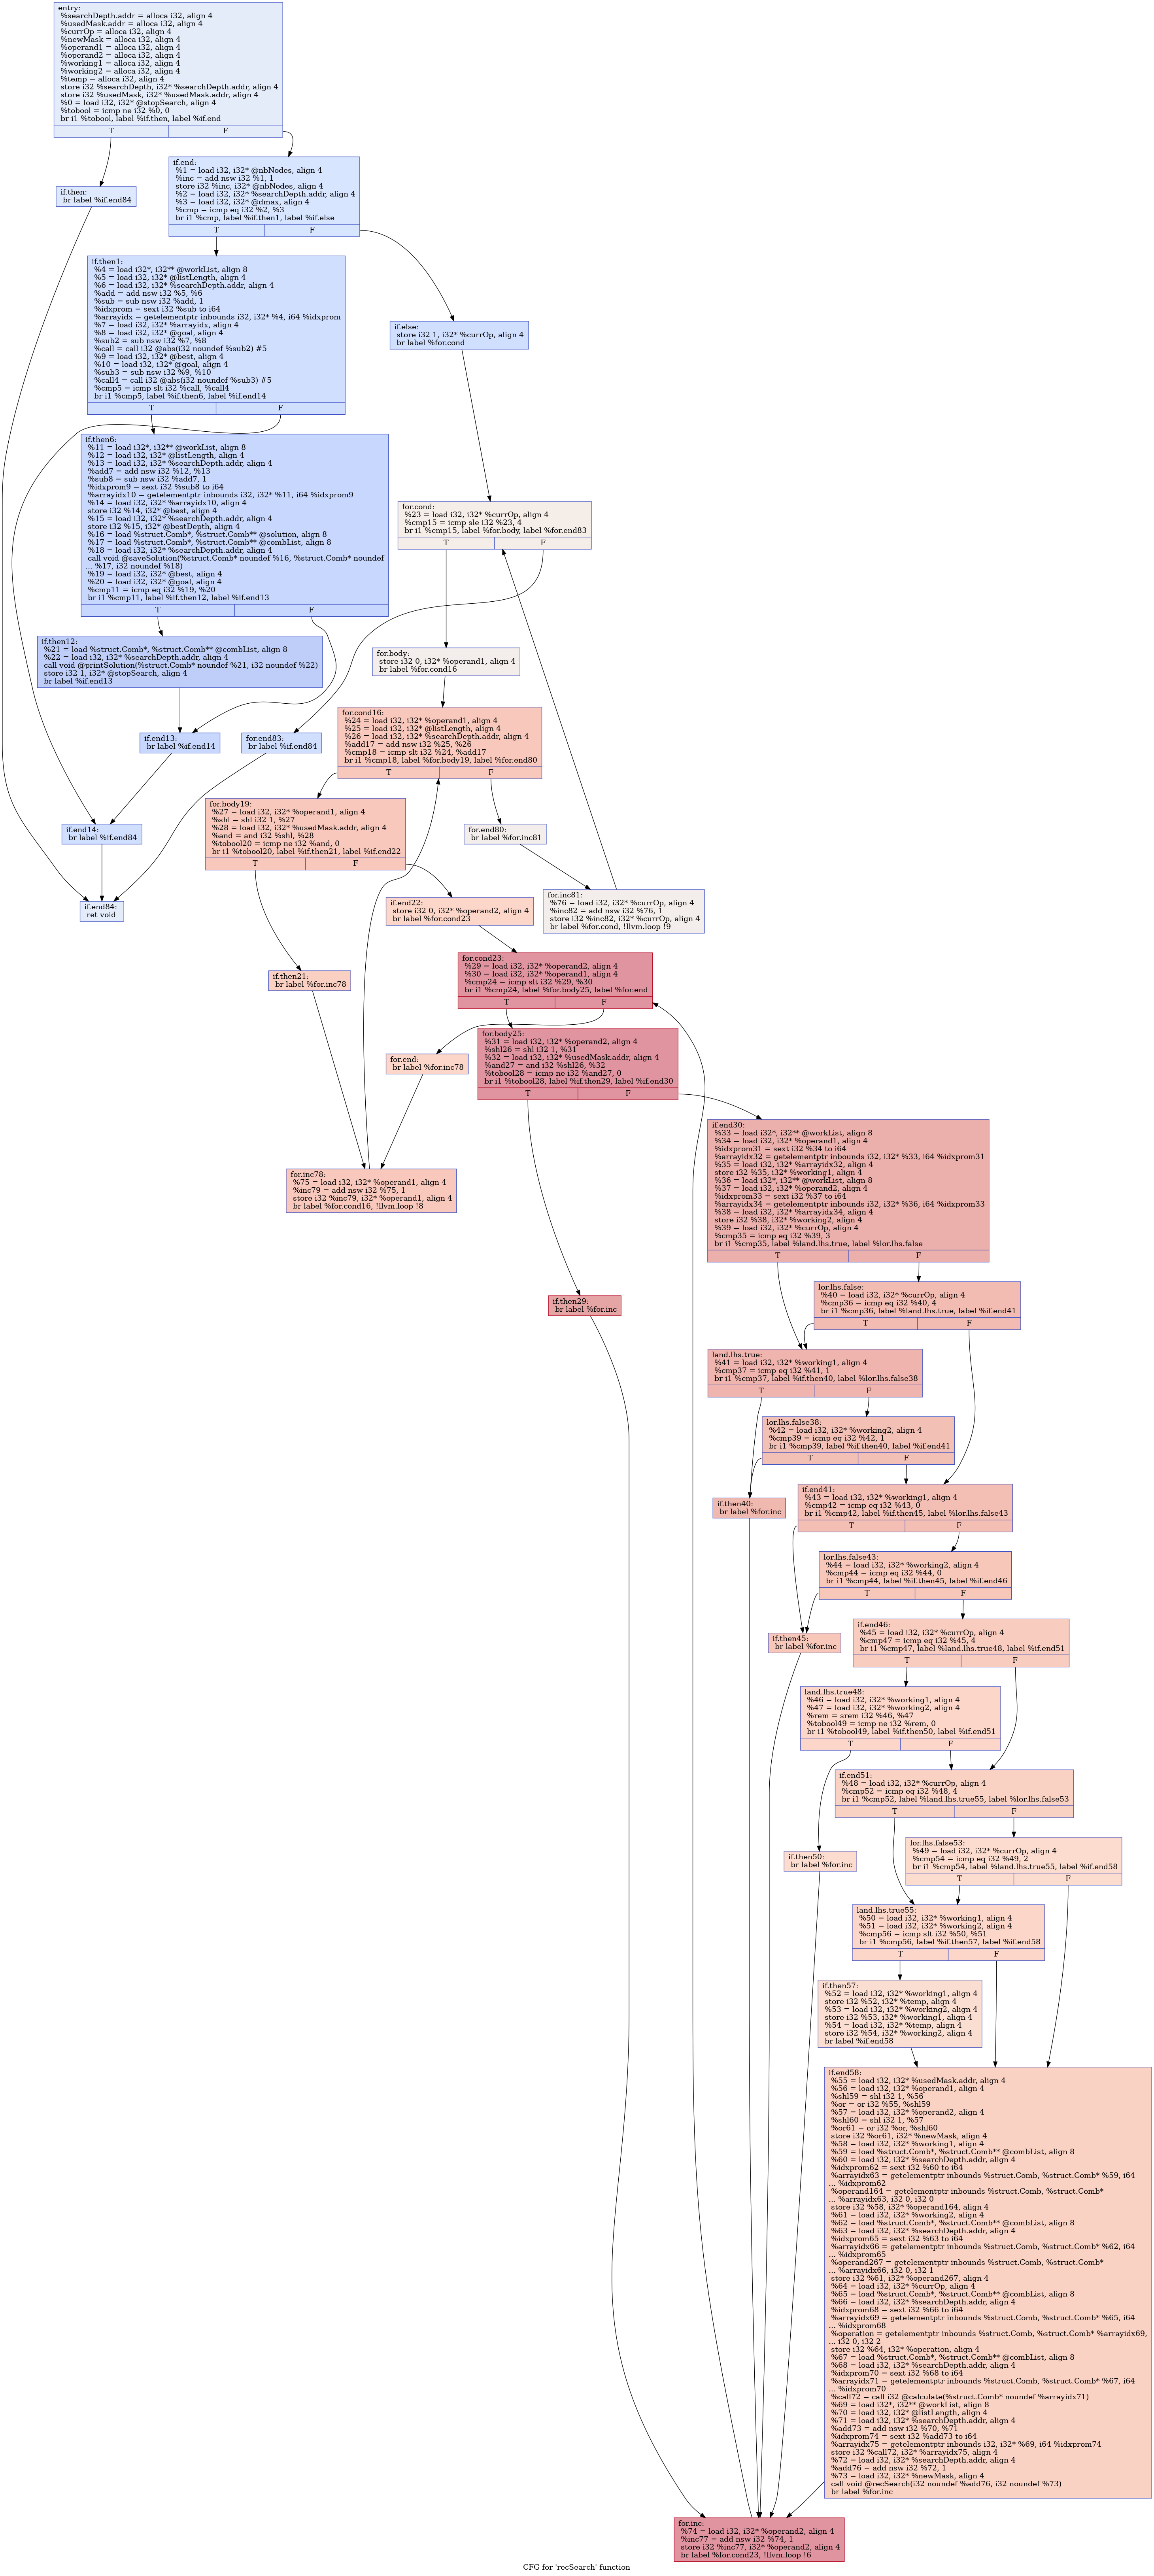 entry:
%searchDepth.addr = alloca i32, align 4
%usedMask.addr = alloca i32, align 4
%currOp = alloca i32, align 4
%newMask = alloca i32, align 4
%operand1 = alloca i32, align 4
%operand2 = alloca i32, align 4
%working1 = alloca i32, align 4
%working2 = alloca i32, align 4
%temp = alloca i32, align 4
store i32 %searchDepth, i32* %searchDepth.addr, align 4
store i32 %usedMask, i32* %usedMask.addr, align 4
%0 = load i32, i32* @stopSearch, align 4
%tobool = icmp ne i32 %0, 0
br i1 %tobool, label %if.then, label %if.end
T F
if.then:
br label %if.end84
if.end:
%1 = load i32, i32* @nbNodes, align 4
%inc = add nsw i32 %1, 1
store i32 %inc, i32* @nbNodes, align 4
%2 = load i32, i32* %searchDepth.addr, align 4
%3 = load i32, i32* @dmax, align 4
%cmp = icmp eq i32 %2, %3
br i1 %cmp, label %if.then1, label %if.else
T F
if.then1:
%4 = load i32*, i32** @workList, align 8
%5 = load i32, i32* @listLength, align 4
%6 = load i32, i32* %searchDepth.addr, align 4
%add = add nsw i32 %5, %6
%sub = sub nsw i32 %add, 1
%idxprom = sext i32 %sub to i64
%arrayidx = getelementptr inbounds i32, i32* %4, i64 %idxprom
%7 = load i32, i32* %arrayidx, align 4
%8 = load i32, i32* @goal, align 4
%sub2 = sub nsw i32 %7, %8
%call = call i32 @abs(i32 noundef %sub2) #5
%9 = load i32, i32* @best, align 4
%10 = load i32, i32* @goal, align 4
%sub3 = sub nsw i32 %9, %10
%call4 = call i32 @abs(i32 noundef %sub3) #5
%cmp5 = icmp slt i32 %call, %call4
br i1 %cmp5, label %if.then6, label %if.end14
T F
if.else:
store i32 1, i32* %currOp, align 4
br label %for.cond
if.then6:
%11 = load i32*, i32** @workList, align 8
%12 = load i32, i32* @listLength, align 4
%13 = load i32, i32* %searchDepth.addr, align 4
%add7 = add nsw i32 %12, %13
%sub8 = sub nsw i32 %add7, 1
%idxprom9 = sext i32 %sub8 to i64
%arrayidx10 = getelementptr inbounds i32, i32* %11, i64 %idxprom9
%14 = load i32, i32* %arrayidx10, align 4
store i32 %14, i32* @best, align 4
%15 = load i32, i32* %searchDepth.addr, align 4
store i32 %15, i32* @bestDepth, align 4
%16 = load %struct.Comb*, %struct.Comb** @solution, align 8
%17 = load %struct.Comb*, %struct.Comb** @combList, align 8
%18 = load i32, i32* %searchDepth.addr, align 4
call void @saveSolution(%struct.Comb* noundef %16, %struct.Comb* noundef
... %17, i32 noundef %18)
%19 = load i32, i32* @best, align 4
%20 = load i32, i32* @goal, align 4
%cmp11 = icmp eq i32 %19, %20
br i1 %cmp11, label %if.then12, label %if.end13
T F
for.cond:
%23 = load i32, i32* %currOp, align 4
%cmp15 = icmp sle i32 %23, 4
br i1 %cmp15, label %for.body, label %for.end83
T F
if.then12:
%21 = load %struct.Comb*, %struct.Comb** @combList, align 8
%22 = load i32, i32* %searchDepth.addr, align 4
call void @printSolution(%struct.Comb* noundef %21, i32 noundef %22)
store i32 1, i32* @stopSearch, align 4
br label %if.end13
for.body:
store i32 0, i32* %operand1, align 4
br label %for.cond16
if.end13:
br label %if.end14
for.end83:
br label %if.end84
for.cond16:
%24 = load i32, i32* %operand1, align 4
%25 = load i32, i32* @listLength, align 4
%26 = load i32, i32* %searchDepth.addr, align 4
%add17 = add nsw i32 %25, %26
%cmp18 = icmp slt i32 %24, %add17
br i1 %cmp18, label %for.body19, label %for.end80
T F
if.end14:
br label %if.end84
for.body19:
%27 = load i32, i32* %operand1, align 4
%shl = shl i32 1, %27
%28 = load i32, i32* %usedMask.addr, align 4
%and = and i32 %shl, %28
%tobool20 = icmp ne i32 %and, 0
br i1 %tobool20, label %if.then21, label %if.end22
T F
for.end80:
br label %for.inc81
if.end84:
ret void
if.end22:
store i32 0, i32* %operand2, align 4
br label %for.cond23
for.inc81:
%76 = load i32, i32* %currOp, align 4
%inc82 = add nsw i32 %76, 1
store i32 %inc82, i32* %currOp, align 4
br label %for.cond, !llvm.loop !9
for.cond23:
%29 = load i32, i32* %operand2, align 4
%30 = load i32, i32* %operand1, align 4
%cmp24 = icmp slt i32 %29, %30
br i1 %cmp24, label %for.body25, label %for.end
T F
if.then21:
br label %for.inc78
for.body25:
%31 = load i32, i32* %operand2, align 4
%shl26 = shl i32 1, %31
%32 = load i32, i32* %usedMask.addr, align 4
%and27 = and i32 %shl26, %32
%tobool28 = icmp ne i32 %and27, 0
br i1 %tobool28, label %if.then29, label %if.end30
T F
for.end:
br label %for.inc78
if.end30:
%33 = load i32*, i32** @workList, align 8
%34 = load i32, i32* %operand1, align 4
%idxprom31 = sext i32 %34 to i64
%arrayidx32 = getelementptr inbounds i32, i32* %33, i64 %idxprom31
%35 = load i32, i32* %arrayidx32, align 4
store i32 %35, i32* %working1, align 4
%36 = load i32*, i32** @workList, align 8
%37 = load i32, i32* %operand2, align 4
%idxprom33 = sext i32 %37 to i64
%arrayidx34 = getelementptr inbounds i32, i32* %36, i64 %idxprom33
%38 = load i32, i32* %arrayidx34, align 4
store i32 %38, i32* %working2, align 4
%39 = load i32, i32* %currOp, align 4
%cmp35 = icmp eq i32 %39, 3
br i1 %cmp35, label %land.lhs.true, label %lor.lhs.false
T F
for.inc78:
%75 = load i32, i32* %operand1, align 4
%inc79 = add nsw i32 %75, 1
store i32 %inc79, i32* %operand1, align 4
br label %for.cond16, !llvm.loop !8
if.then29:
br label %for.inc
lor.lhs.false:
%40 = load i32, i32* %currOp, align 4
%cmp36 = icmp eq i32 %40, 4
br i1 %cmp36, label %land.lhs.true, label %if.end41
T F
land.lhs.true:
%41 = load i32, i32* %working1, align 4
%cmp37 = icmp eq i32 %41, 1
br i1 %cmp37, label %if.then40, label %lor.lhs.false38
T F
lor.lhs.false38:
%42 = load i32, i32* %working2, align 4
%cmp39 = icmp eq i32 %42, 1
br i1 %cmp39, label %if.then40, label %if.end41
T F
if.then40:
br label %for.inc
if.end41:
%43 = load i32, i32* %working1, align 4
%cmp42 = icmp eq i32 %43, 0
br i1 %cmp42, label %if.then45, label %lor.lhs.false43
T F
lor.lhs.false43:
%44 = load i32, i32* %working2, align 4
%cmp44 = icmp eq i32 %44, 0
br i1 %cmp44, label %if.then45, label %if.end46
T F
if.then45:
br label %for.inc
if.end46:
%45 = load i32, i32* %currOp, align 4
%cmp47 = icmp eq i32 %45, 4
br i1 %cmp47, label %land.lhs.true48, label %if.end51
T F
land.lhs.true48:
%46 = load i32, i32* %working1, align 4
%47 = load i32, i32* %working2, align 4
%rem = srem i32 %46, %47
%tobool49 = icmp ne i32 %rem, 0
br i1 %tobool49, label %if.then50, label %if.end51
T F
if.end51:
%48 = load i32, i32* %currOp, align 4
%cmp52 = icmp eq i32 %48, 4
br i1 %cmp52, label %land.lhs.true55, label %lor.lhs.false53
T F
if.then50:
br label %for.inc
lor.lhs.false53:
%49 = load i32, i32* %currOp, align 4
%cmp54 = icmp eq i32 %49, 2
br i1 %cmp54, label %land.lhs.true55, label %if.end58
T F
land.lhs.true55:
%50 = load i32, i32* %working1, align 4
%51 = load i32, i32* %working2, align 4
%cmp56 = icmp slt i32 %50, %51
br i1 %cmp56, label %if.then57, label %if.end58
T F
if.then57:
%52 = load i32, i32* %working1, align 4
store i32 %52, i32* %temp, align 4
%53 = load i32, i32* %working2, align 4
store i32 %53, i32* %working1, align 4
%54 = load i32, i32* %temp, align 4
store i32 %54, i32* %working2, align 4
br label %if.end58
if.end58:
%55 = load i32, i32* %usedMask.addr, align 4
%56 = load i32, i32* %operand1, align 4
%shl59 = shl i32 1, %56
%or = or i32 %55, %shl59
%57 = load i32, i32* %operand2, align 4
%shl60 = shl i32 1, %57
%or61 = or i32 %or, %shl60
store i32 %or61, i32* %newMask, align 4
%58 = load i32, i32* %working1, align 4
%59 = load %struct.Comb*, %struct.Comb** @combList, align 8
%60 = load i32, i32* %searchDepth.addr, align 4
%idxprom62 = sext i32 %60 to i64
%arrayidx63 = getelementptr inbounds %struct.Comb, %struct.Comb* %59, i64
... %idxprom62
%operand164 = getelementptr inbounds %struct.Comb, %struct.Comb*
... %arrayidx63, i32 0, i32 0
store i32 %58, i32* %operand164, align 4
%61 = load i32, i32* %working2, align 4
%62 = load %struct.Comb*, %struct.Comb** @combList, align 8
%63 = load i32, i32* %searchDepth.addr, align 4
%idxprom65 = sext i32 %63 to i64
%arrayidx66 = getelementptr inbounds %struct.Comb, %struct.Comb* %62, i64
... %idxprom65
%operand267 = getelementptr inbounds %struct.Comb, %struct.Comb*
... %arrayidx66, i32 0, i32 1
store i32 %61, i32* %operand267, align 4
%64 = load i32, i32* %currOp, align 4
%65 = load %struct.Comb*, %struct.Comb** @combList, align 8
%66 = load i32, i32* %searchDepth.addr, align 4
%idxprom68 = sext i32 %66 to i64
%arrayidx69 = getelementptr inbounds %struct.Comb, %struct.Comb* %65, i64
... %idxprom68
%operation = getelementptr inbounds %struct.Comb, %struct.Comb* %arrayidx69,
... i32 0, i32 2
store i32 %64, i32* %operation, align 4
%67 = load %struct.Comb*, %struct.Comb** @combList, align 8
%68 = load i32, i32* %searchDepth.addr, align 4
%idxprom70 = sext i32 %68 to i64
%arrayidx71 = getelementptr inbounds %struct.Comb, %struct.Comb* %67, i64
... %idxprom70
%call72 = call i32 @calculate(%struct.Comb* noundef %arrayidx71)
%69 = load i32*, i32** @workList, align 8
%70 = load i32, i32* @listLength, align 4
%71 = load i32, i32* %searchDepth.addr, align 4
%add73 = add nsw i32 %70, %71
%idxprom74 = sext i32 %add73 to i64
%arrayidx75 = getelementptr inbounds i32, i32* %69, i64 %idxprom74
store i32 %call72, i32* %arrayidx75, align 4
%72 = load i32, i32* %searchDepth.addr, align 4
%add76 = add nsw i32 %72, 1
%73 = load i32, i32* %newMask, align 4
call void @recSearch(i32 noundef %add76, i32 noundef %73)
br label %for.inc
for.inc:
%74 = load i32, i32* %operand2, align 4
%inc77 = add nsw i32 %74, 1
store i32 %inc77, i32* %operand2, align 4
br label %for.cond23, !llvm.loop !6
CFG for 'recSearch' function